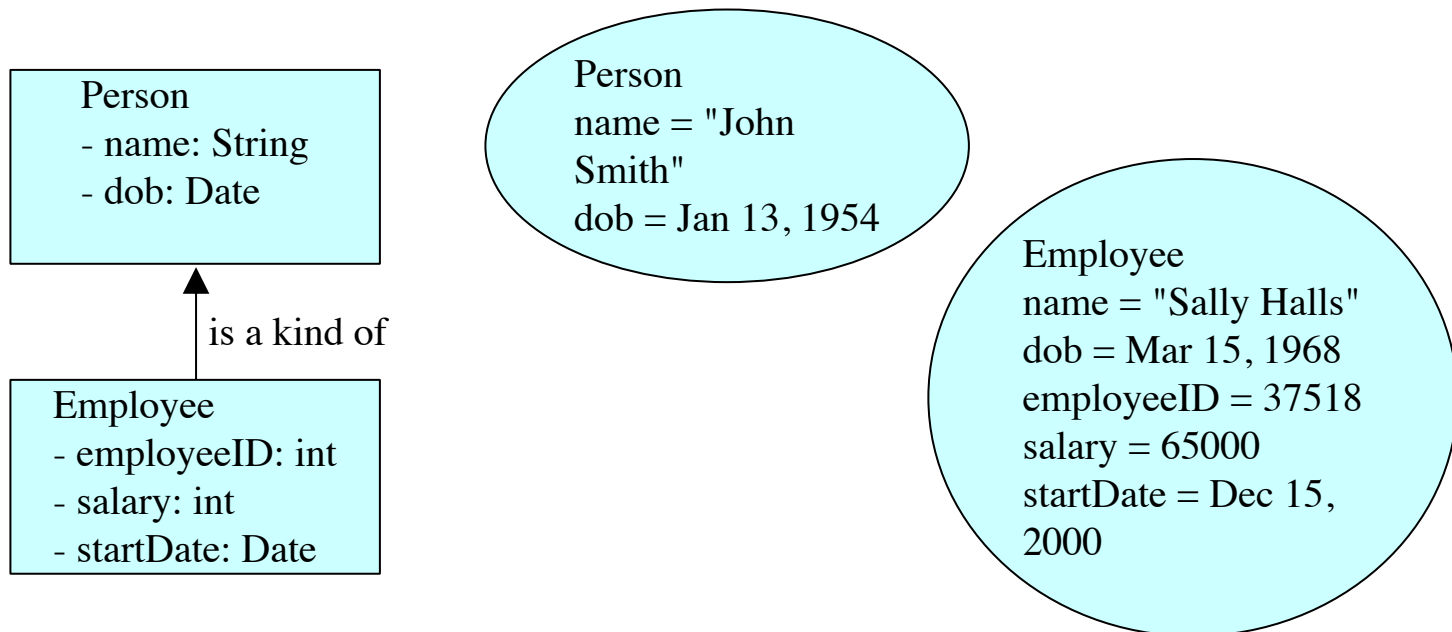 Person
- name: String
- dob: Date
is a kind of
Employee
- employeeID: int
- salary: int
- startDate: Date
Person
name = "John
Smith"
dob = Jan 13, 1954
Employee
name = "Sally Halls"
dob = Mar 15, 1968
employeeID = 37518
salary = 65000
startDate = Dec 15,
2000